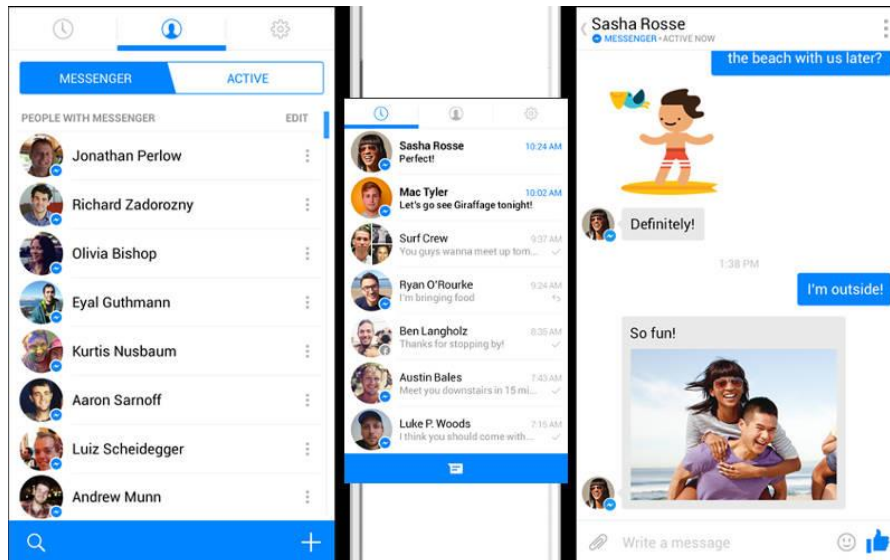 MESSENGER
ACTIVE
PEOPLE WITH MESSENGER EDIT
Jonathan Perlow
Richard Zadorozny
Olivia Bishop
Eyal Guthmann
Kurtis Nusbaum
Aaron Sarnoff
Luiz Scheidegger
Andrew Munn
Sasha Rosse 10:24 AM
Perfect!
Mac Tyler 10:02 AM
Let's go see Giraffage tonight!
Surf Crew 9:37 AM
You guys wanna meet up tom...
Ryan O'Rourke 9:24 AM
I'm bringing food
Ben Langholz 8:35 AM
Thanks for stopping by!
Austin Bales 7:43 AM
Meet you downstairs in 15 mi...
Luke P. Woods 7:15 AM
I think you should come with...
Sasha Rosse
MESSENGER • ACTIVE NOW
the beach with us later?
Definitely!
1:38 PM
I'm outside!
So fun!
Write a message